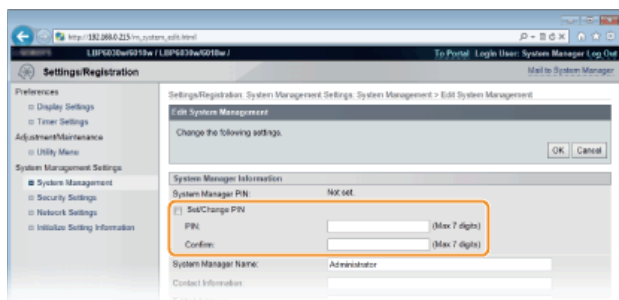 http://192.168.0.215/m_system_edit.html
LBP6030w/6018w / LBP6030w/6018w /
To Portal Login User: System Manager Log Out
Settings/Registration
Mail to System Manager
Preferences
Display Settings
Timer Settings
Adjustment/Maintenance
Utility Menu
System Management Settings
System Management
Security Settings
Network Settings
Initialize Setting Information
Settings/Registration: System Management Settings: System Management > Edit System Management
Edit System Management
Change the following settings.
OK Cancel
System Manager Information
System Manager PIN: Not set.
Set/Change PIN
PIN: (Max 7 digits)
Confirm: (Max 7 digits)
System Manager Name: Administrator
Contact Information: